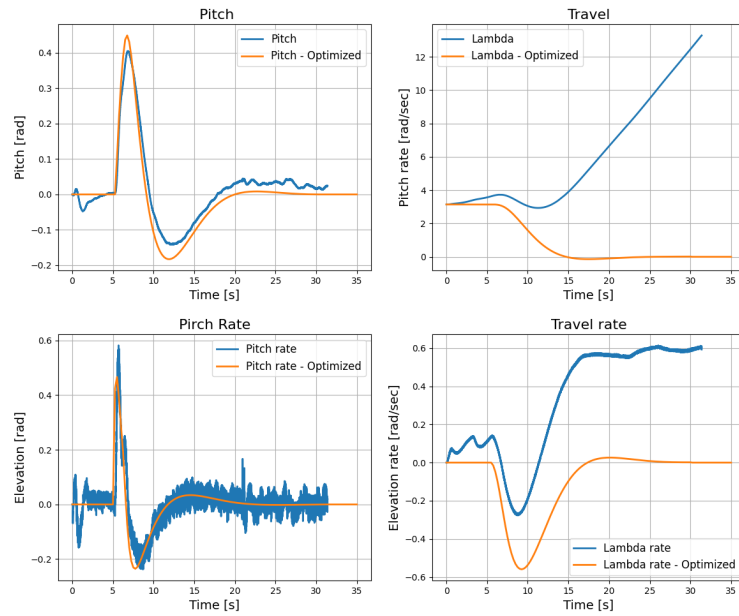 Pitch
Pitch
Pitch - Optimized
Pitch [rad]
0.4
0.3
0.2
0.1
0.0
−0.1
−0.2
0 5 10 15 20 25 30 35
Time [s]
Travel
Lambda
Lambda - Optimized
Pitch rate [rad/sec]
12
10
8
6
4
2
0
0 5 10 15 20 25 30 35
Time [s]
Pirch Rate
Pitch rate
Pitch rate - Optimized
Elevation [rad]
0.6
0.4
0.2
0.0
−0.2
0 5 10 15 20 25 30 35
Time [s]
Travel rate
Elevation rate [rad/sec]
0.6
0.4
0.2
0.0
−0.2
−0.4
−0.6
Lambda rate
Lambda rate - Optimized
0 5 10 15 20 25 30 35
Time [s]